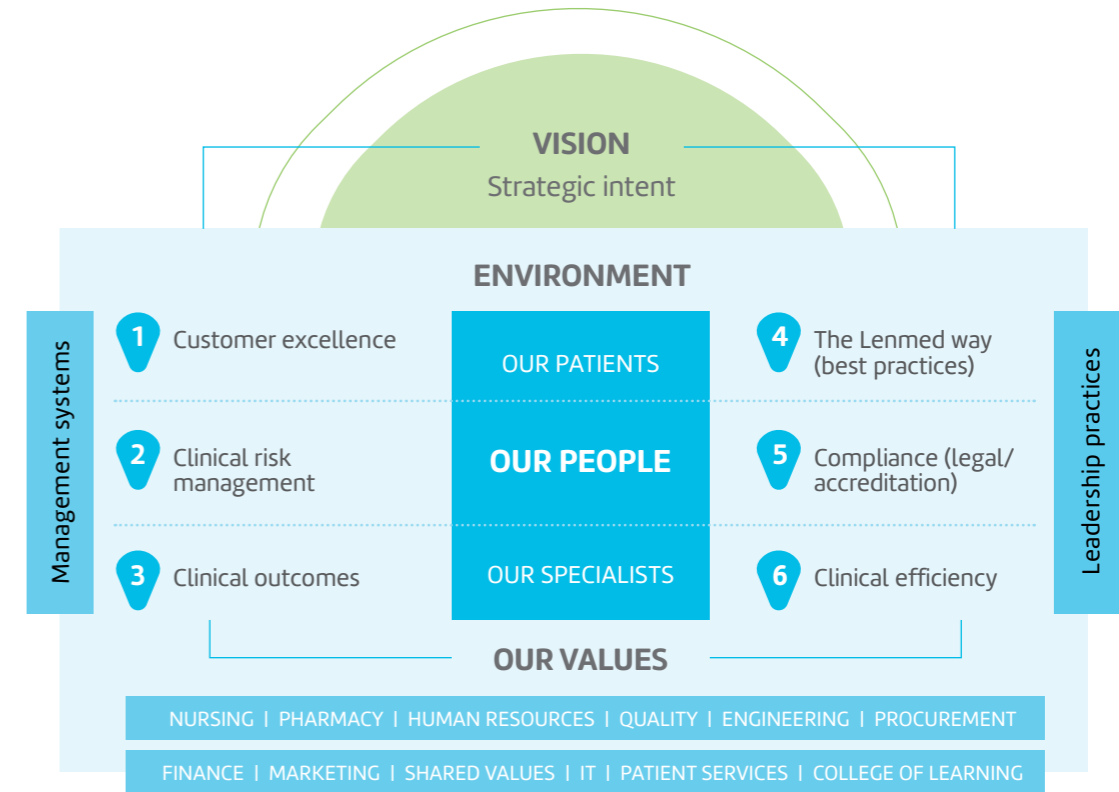 VISION
Strategic intent
ENVIRONMENT
Management systems
1
Customer excellence
2
Clinical risk
management
3
Clinical outcomes
OUR PATIENTS
OUR PEOPLE
OUR SPECIALISTS
4
The Lenmed way
(best practices)
5
Compliance (legal/
accreditation)
6
Clinical efficiency
Leadership practices
OUR VALUES
NURSING | PHARMACY | HUMAN RESOURCES | QUALITY | ENGINEERING | PROCUREMENT
FINANCE | MARKETING | SHARED VALUES | IT | PATIENT SERVICES | COLLEGE OF LEARNING